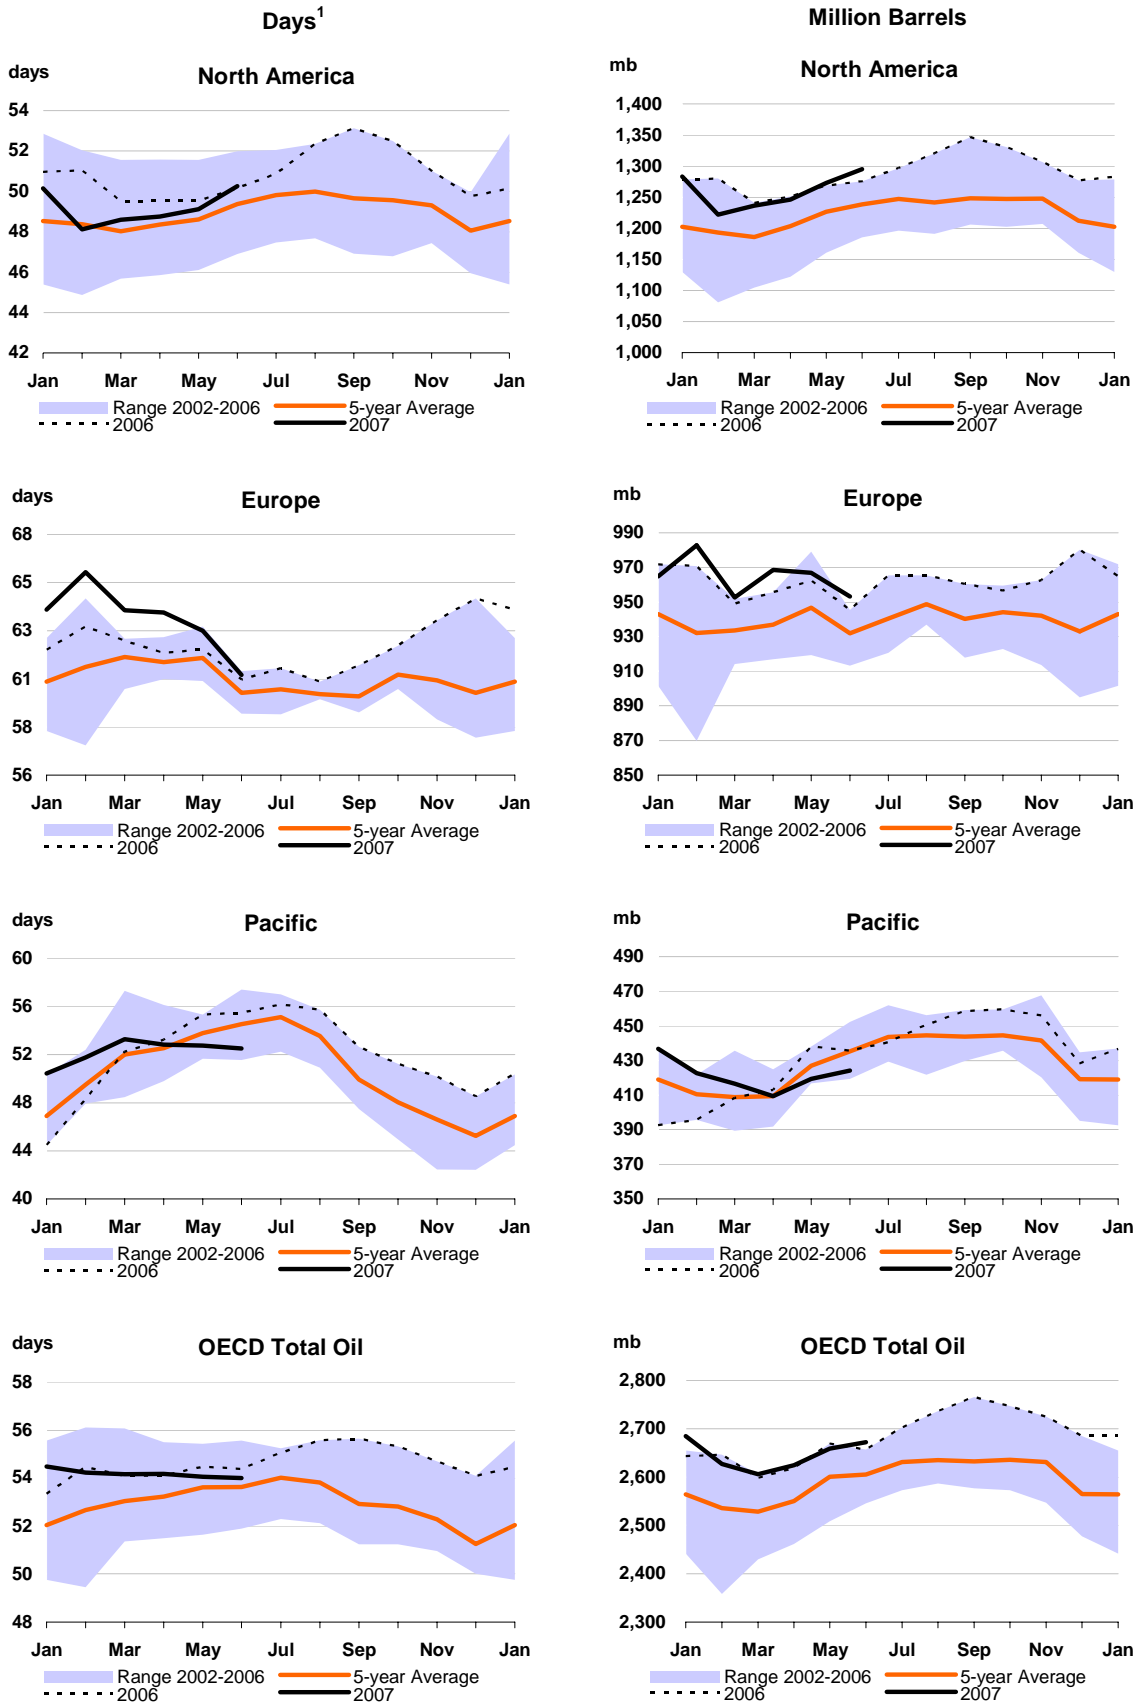 Days1
Million Barrels
days
North America
54
52
50
48
46
44
42
Jan Mar May Jul Sep Nov Jan
Range 2002-2006
5-year Average
2006
2007
mb
North America
1,400
1,350
1,300
1,250
1,200
1,150
1,100
1,050
1,000
Jan Mar May Jul Sep Nov Jan
Range 2002-2006
5-year Average
2006
2007
days
Europe
68
65
63
61
58
56
Jan Mar May Jul Sep Nov Jan
Range 2002-2006
5-year Average
2006
2007
mb
Europe
990
970
950
930
910
890
870
850
Jan Mar May Jul Sep Nov Jan
Range 2002-2006
5-year Average
2006
2007
days
Pacific
60
56
52
48
44
40
Jan Mar May Jul Sep Nov Jan
Range 2002-2006
5-year Average
2006
2007
mb
Pacific
490
470
450
430
410
390
370
350
Jan Mar May Jul Sep Nov Jan
Range 2002-2006
5-year Average
2006
2007
days
OECD Total Oil
58
56
54
52
50
48
Jan Mar May Jul Sep Nov Jan
Range 2002-2006
5-year Average
2006
2007
mb
OECD Total Oil
2,800
2,700
2,600
2,500
2,400
2,300
Jan Mar May Jul Sep Nov Jan
Range 2002-2006
5-year Average
2006
2007